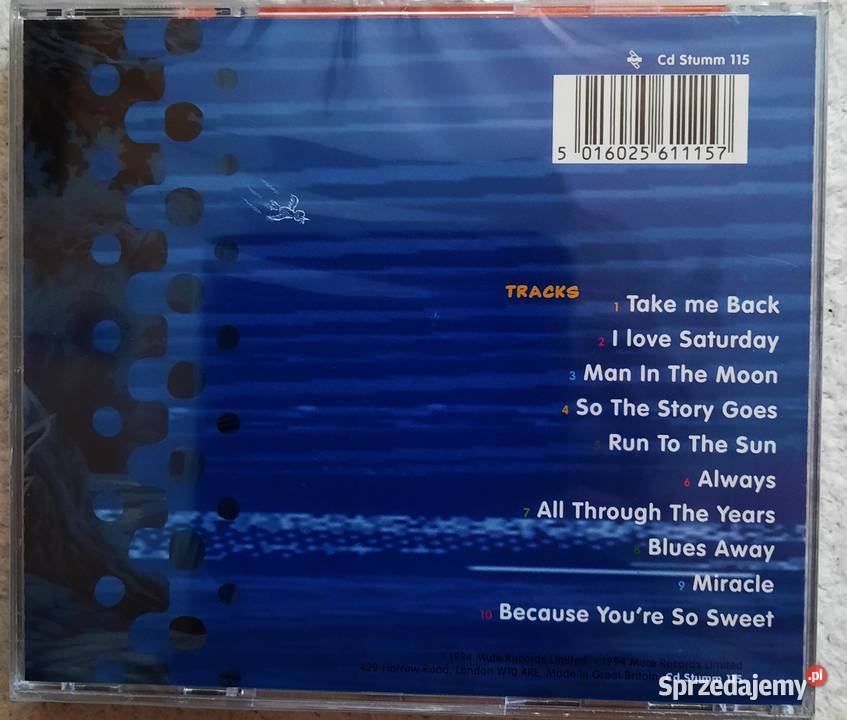 Cd Stumm 115
5 016025 611157
TRACKS
1 Take me Back
2 I love Saturday
3 Man In The Moon
4 So The Story Goes
5 Run To The Sun
6 Always
7 All Through The Years
8 Blues Away
9 Miracle
10 Because You're So Sweet
℗1994 Mute Records Limited ©1994 Mute Records Limited
429 Harrow Road, London W10 4RE, Made in Great Britain Cd Stumm 115
Sprzedajemy.pl